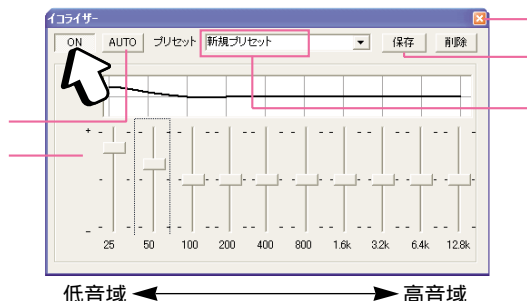 イコライザー
ON AUTO プリセット 新規プリセット 保存 削除
+
-
25 50 100 200 400 800 1.6k 3.2k 6.4k 12.8k
低音域 高音域